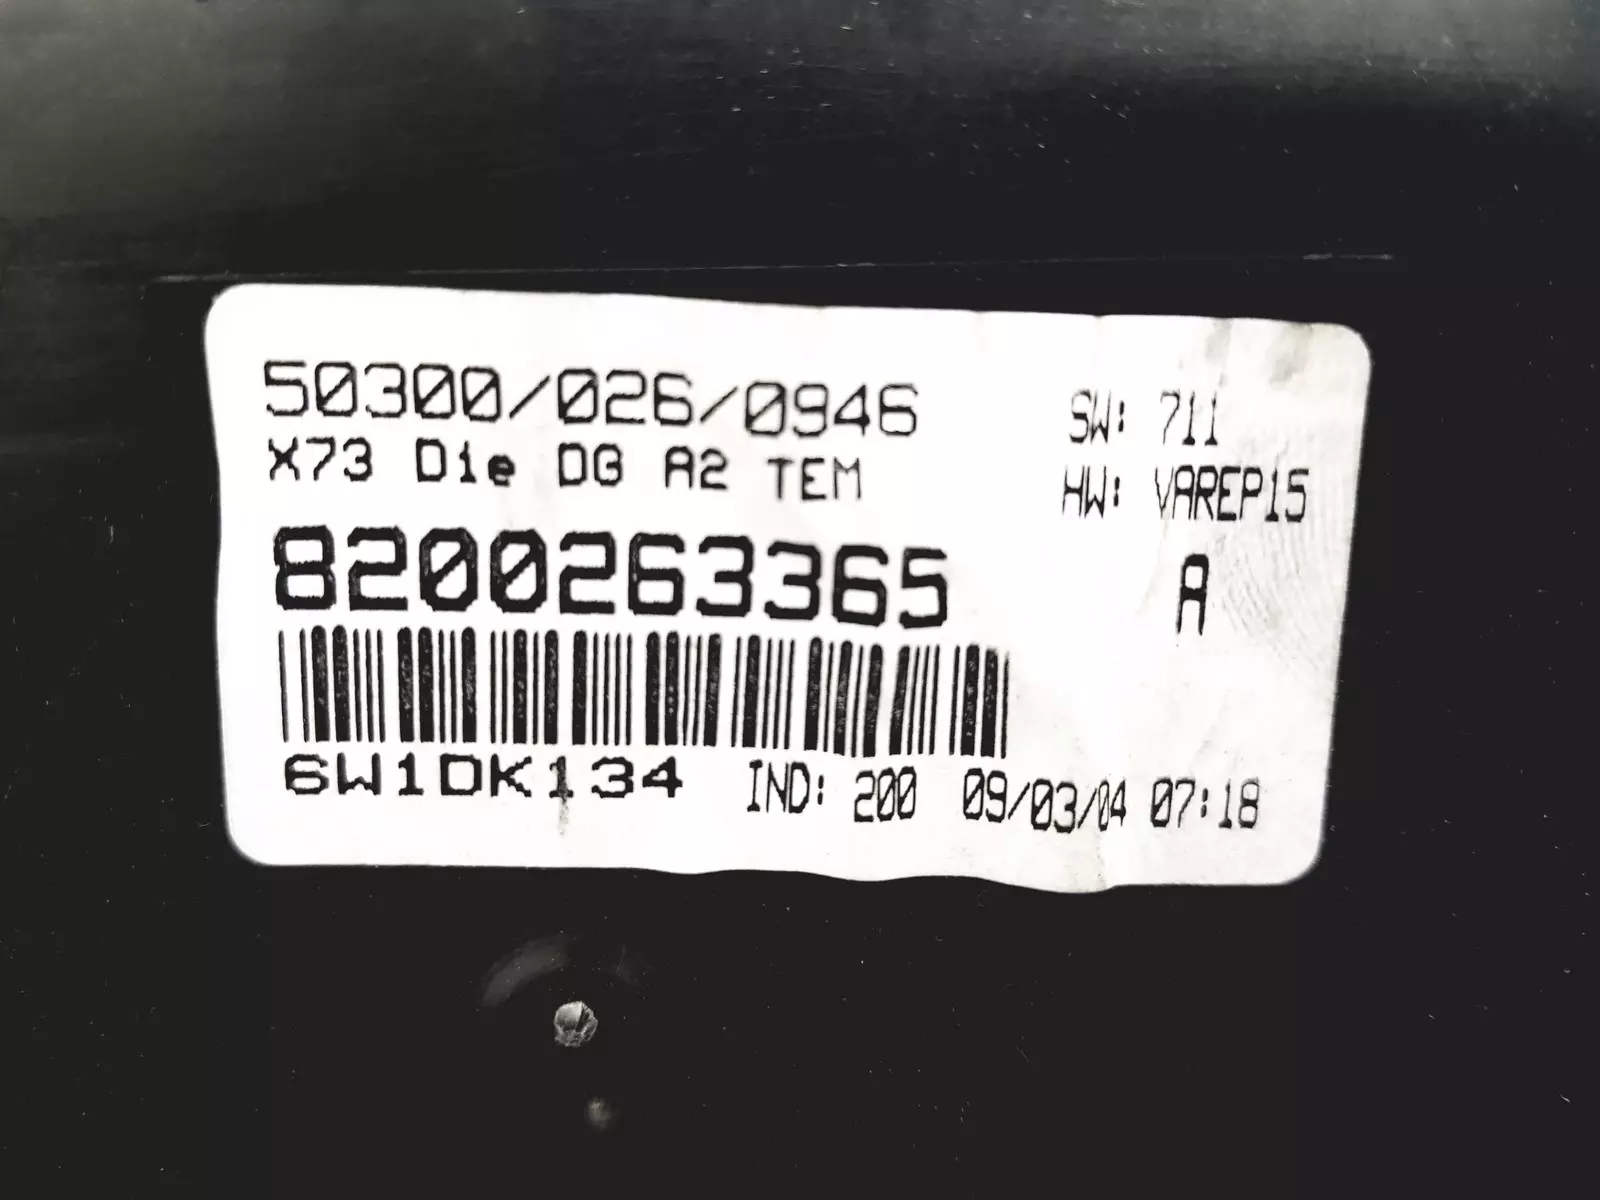 50300/026/0946
SW: 711
X73 Die DG A2 TEM
HW: VAREP15
8200263365
A
6W1DK134 IND: 200 09/03/04 07:18